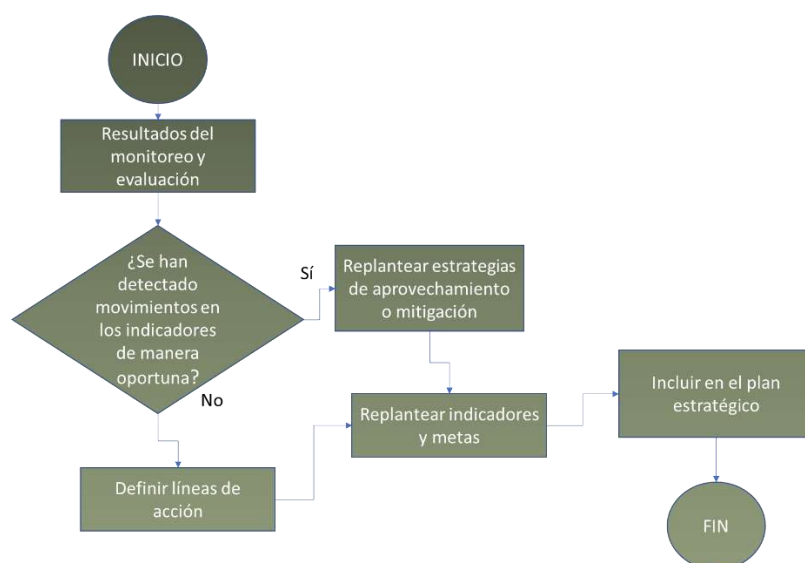 INICIO
Resultados del
monitoreo y
evaluación
¿Se han
detectado
movimientos en
los indicadores
de manera
oportuna?
Sí
Replantear estrategias
de aprovechamiento
o mitigación
No
Definir líneas de
acción
Replantear indicadores
y metas
Incluir en el plan
estratégico
FIN